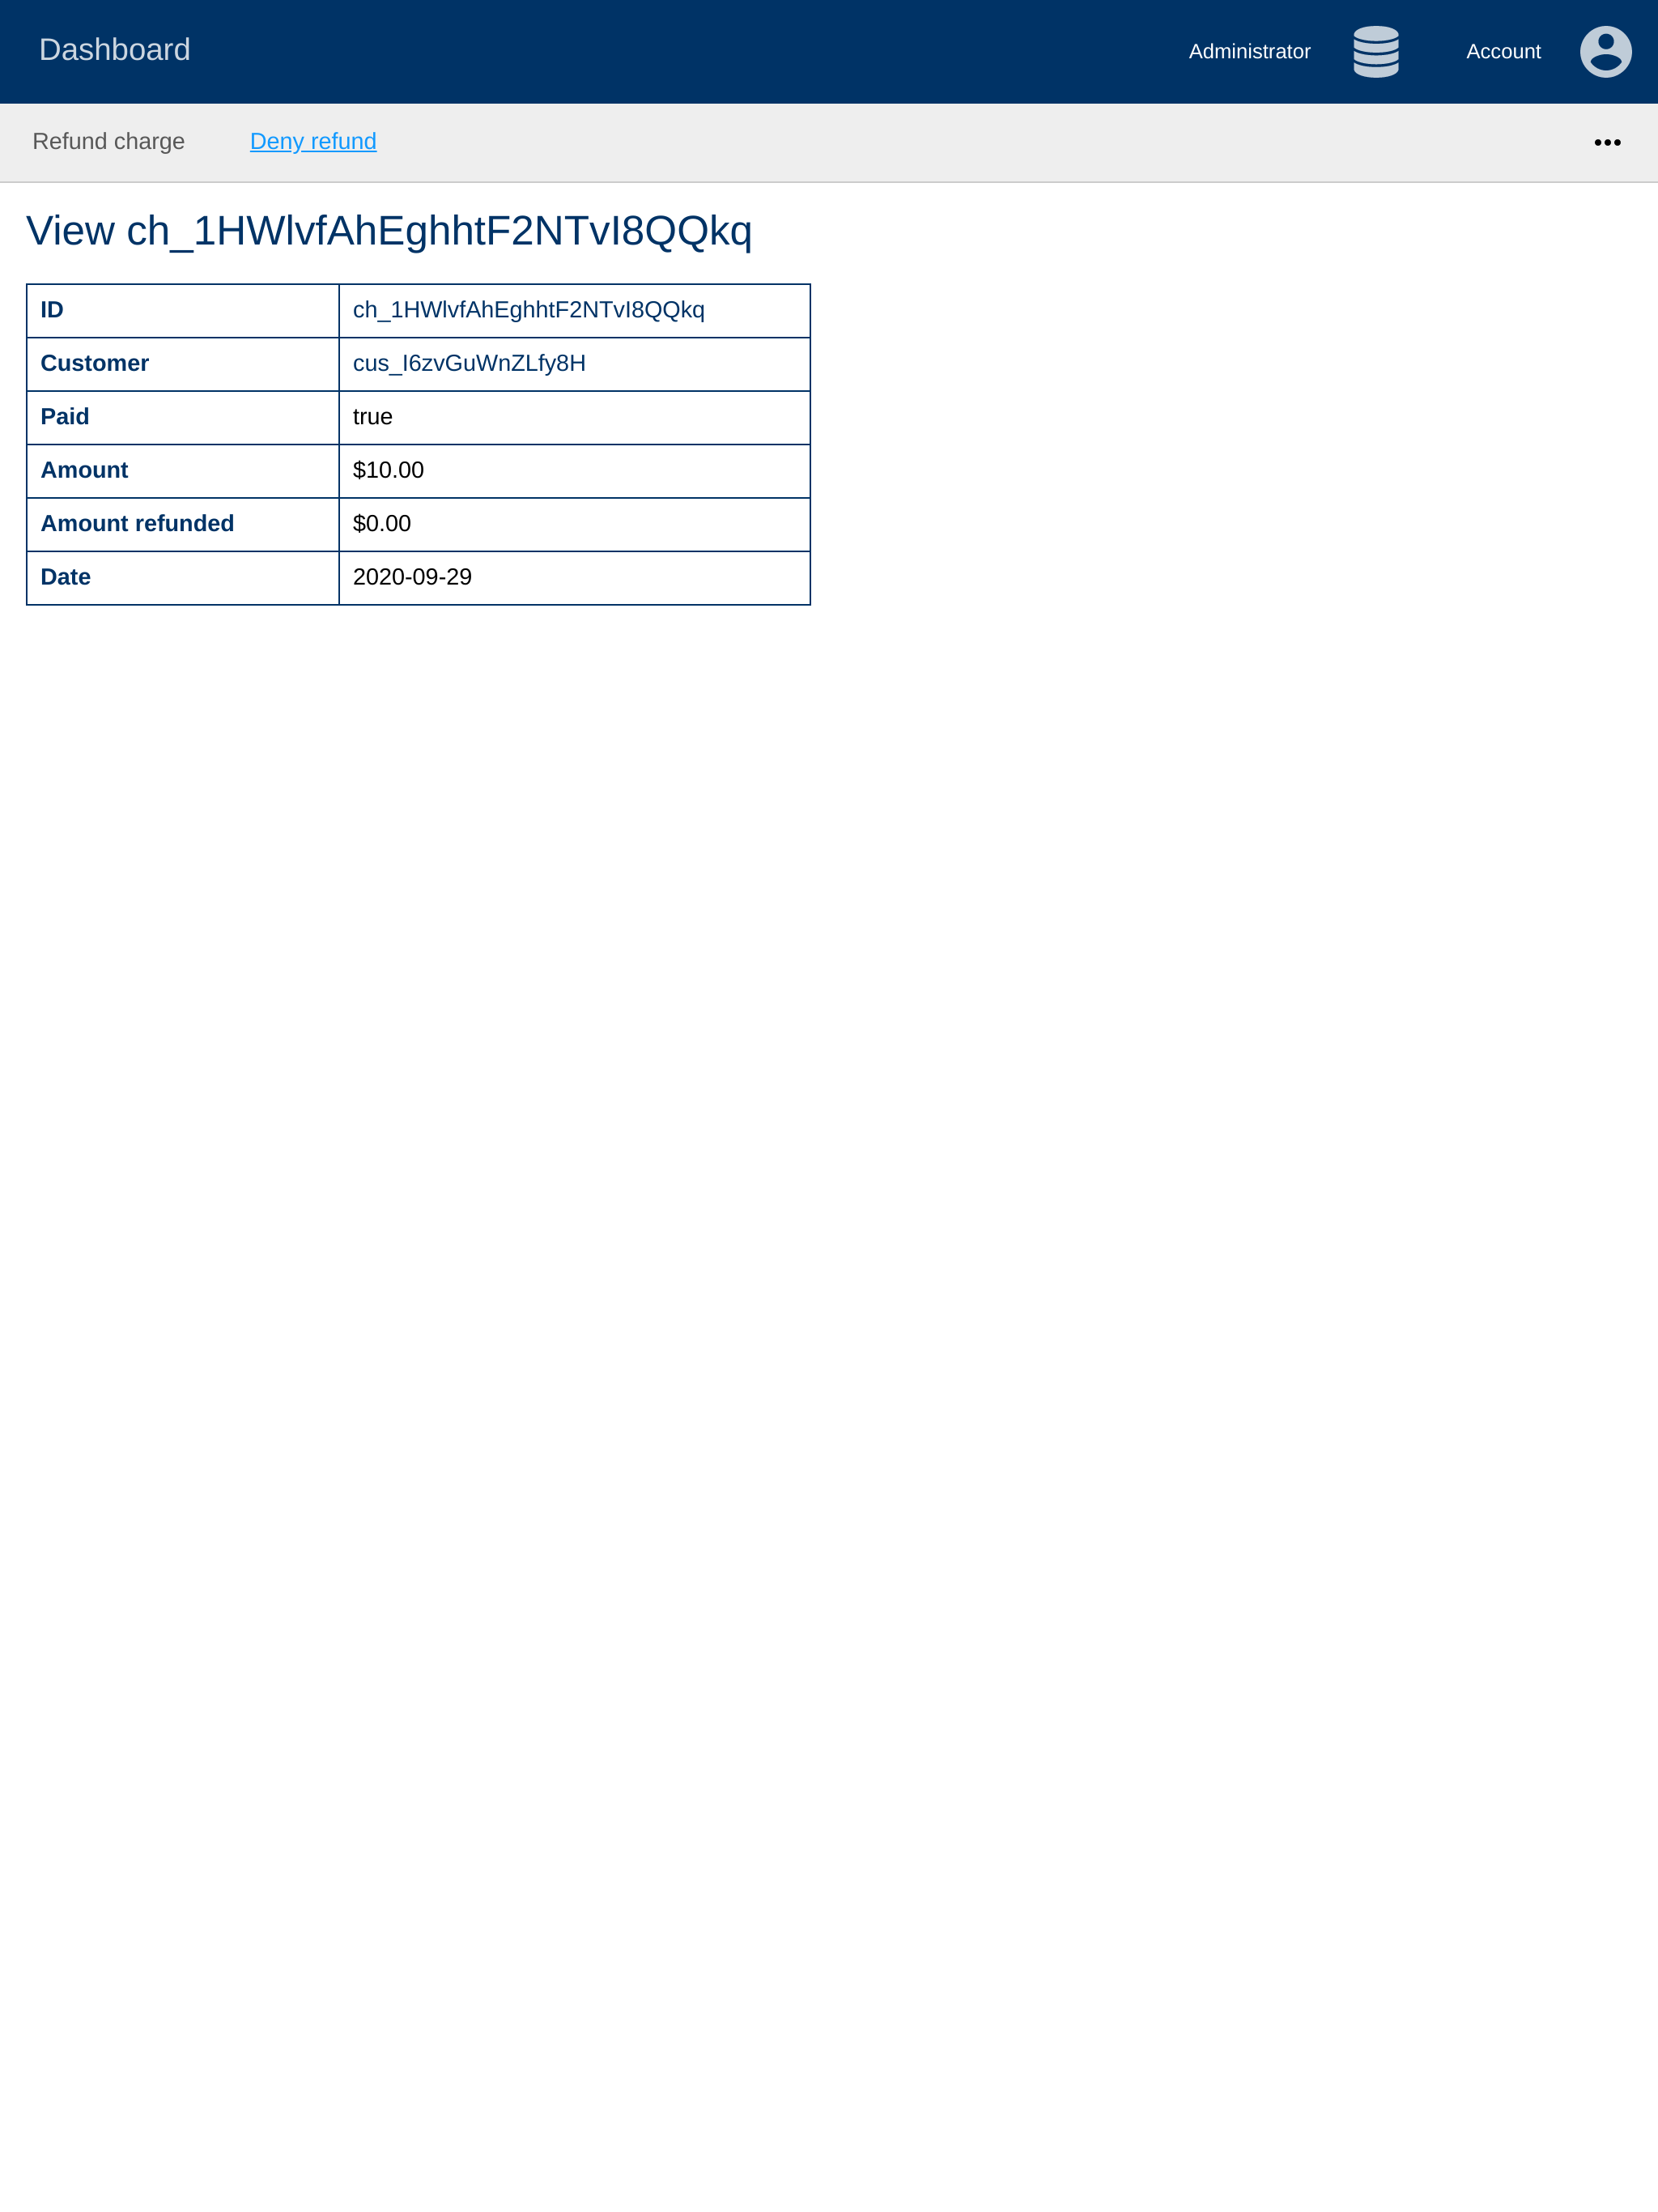 Dashboard Administrator Account
Refund charge Deny refund •••
View ch_1HWlvfAhEghhtF2NTvI8QQkq
ID ch_1HWlvfAhEghhtF2NTvI8QQkq
Customer cus_I6zvGuWnZLfy8H
Paid true
Amount $10.00
Amount refunded $0.00
Date 2020-09-29